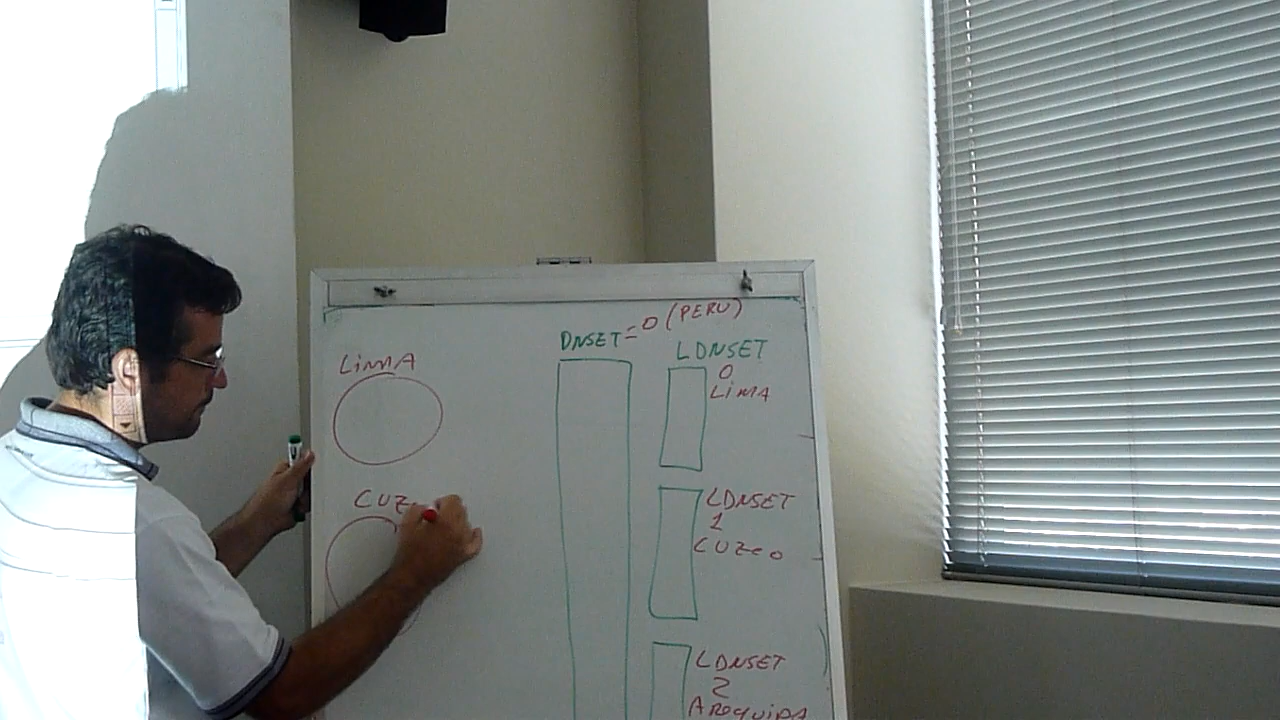 LIMA
CUZ
DNSET = 0 (PERU)
LDNSET
0
LIMA
LDNSET
1
CUZCO
LDNSET
2
AREQUIPA